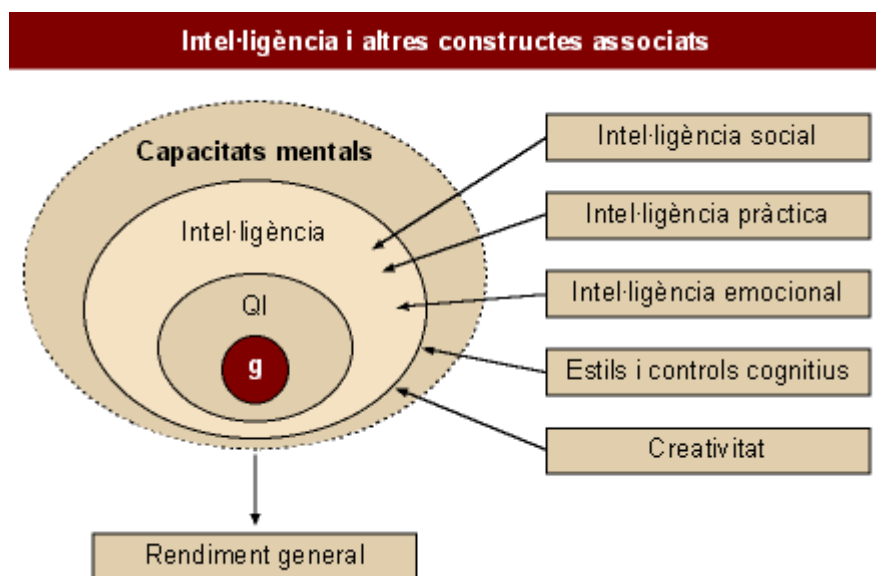 Intel·ligència i altres constructes associats
Capacitats mentals
Intel·ligència
QI
g
Intel·ligència social
Intel·ligència pràctica
Intel·ligència emocional
Estils i controls cognitius
Creativitat
Rendiment general